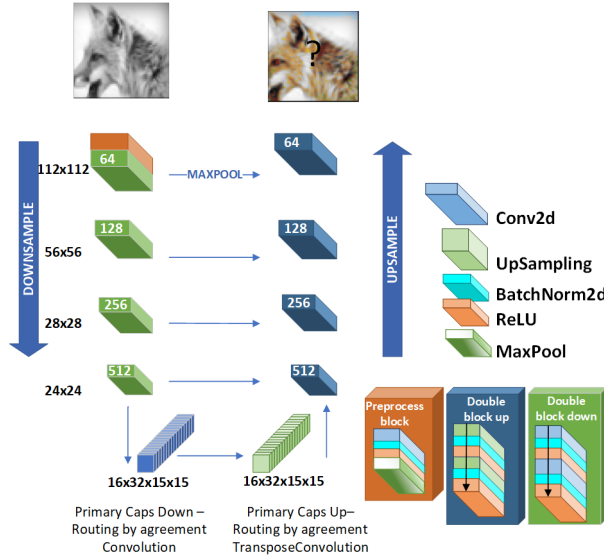 ?
64
64
112x112
MAXPOOL
128
128
56x56
256
256
28x28
512
512
24x24
DOWNSAMPLE
UPSAMPLE
Conv2d
UpSampling
BatchNorm2d
ReLU
MaxPool
Preprocess
block
Double
block up
Double
block down
16x32x15x15
16x32x15x15
Primary Caps Down –
Routing by agreement
Convolution
Primary Caps Up–
Routing by agreement
TransposeConvolution